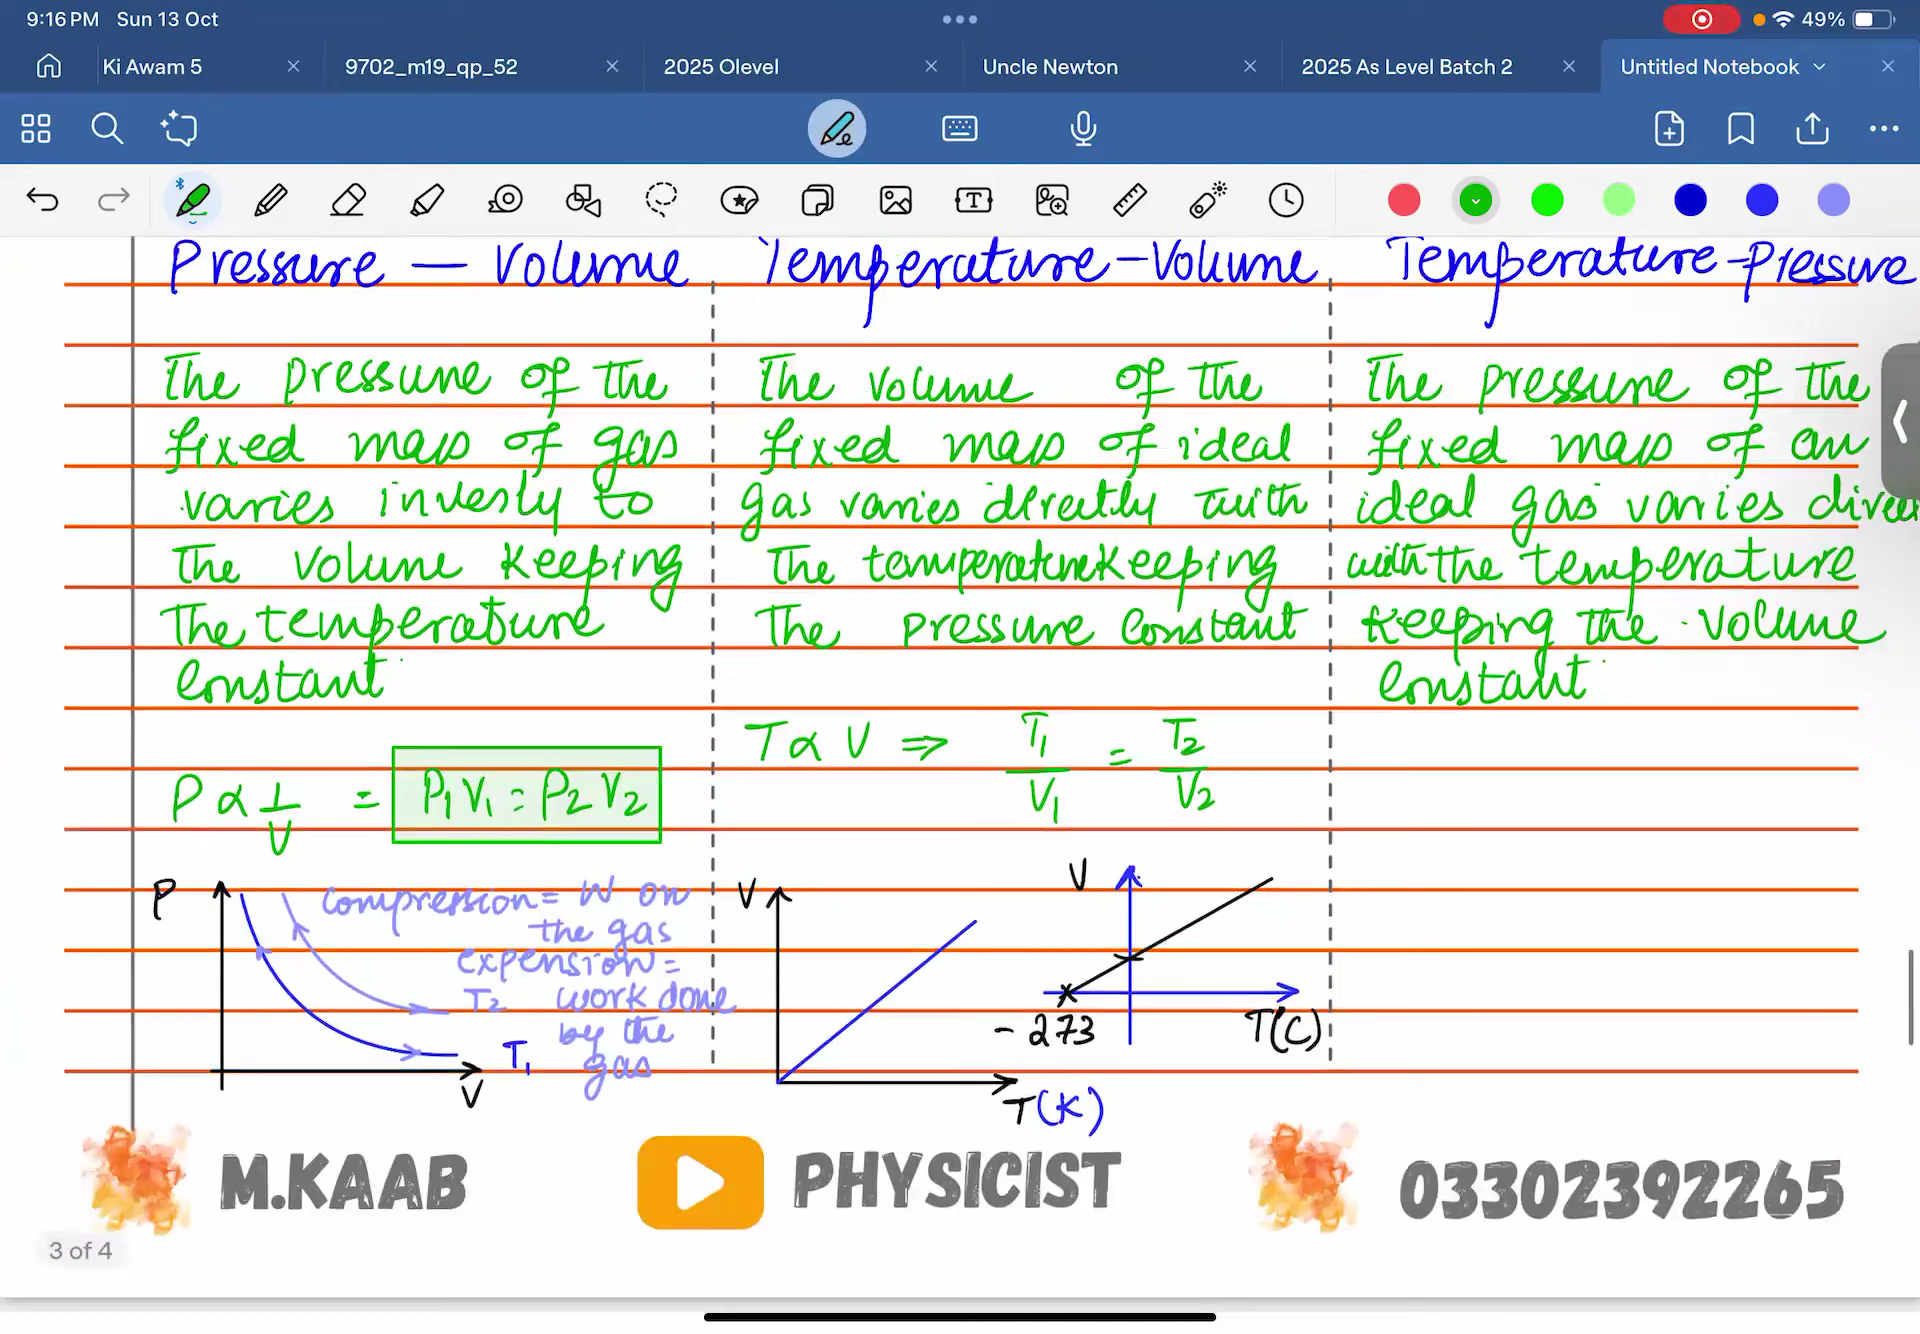 9:16 PM Sun 13 Oct
49%
Ki Awam 5
9702_m19_qp_52
2025 Olevel
Uncle Newton
2025 As Level Batch 2
Untitled Notebook
Pressure — Volume
The pressure of the
fixed mass of gas
varies inversly to
The volume keeping
The temperature
constant
P ∝ 1/V = P₁V₁ = P₂V₂
P
compression = W on
the gas
expension =
T₂ work done
by the
gas
T₁
V
Temperature - Volume
The volume of the
fixed mass of ideal
gas varies directly with
The temperature keeping
The pressure constant
T ∝ V ⇒ T₁/V₁ = T₂/V₂
V
T(K)
V
-273
T(C)
Temperature - Pressure
The pressure of the
fixed mass of an
ideal gas varies direct
with the temperature
keeping the volume
constant
M.KAAB
PHYSICIST
03302392265
3 of 4